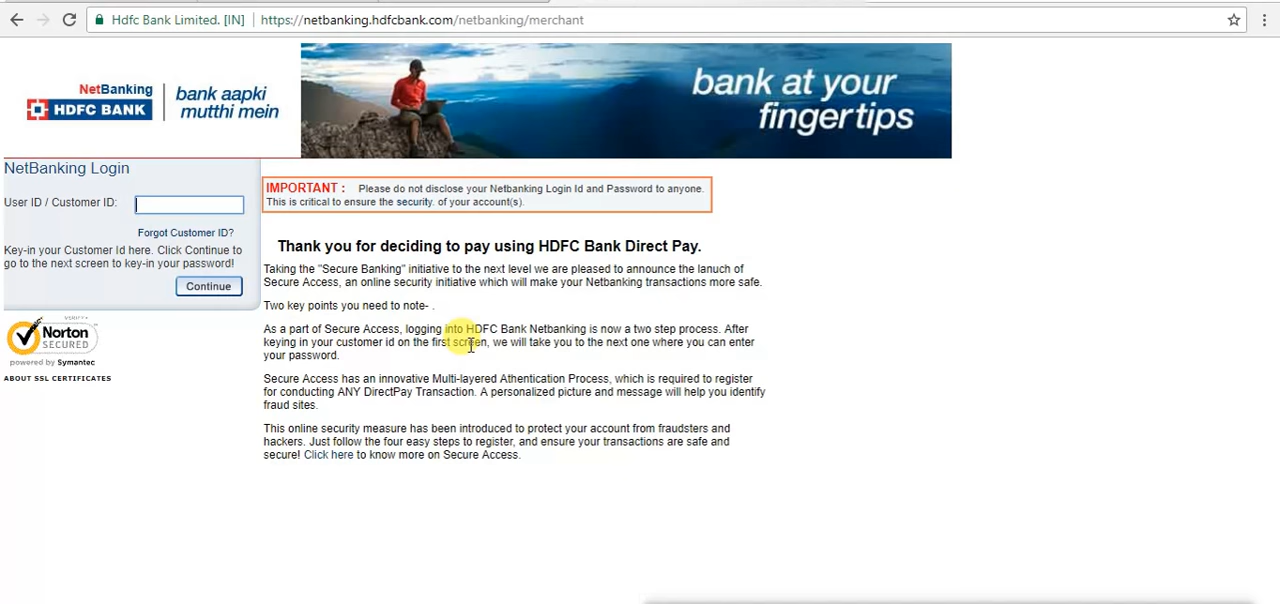 Hdfc Bank Limited. [IN] https://netbanking.hdfcbank.com/netbanking/merchant
NetBanking
HDFC BANK
bank aapki
mutthi mein
bank at your
fingertips
NetBanking Login
User ID / Customer ID:
Forgot Customer ID?
Key-in your Customer Id here. Click Continue to
go to the next screen to key-in your password!
Continue
Norton
SECURED
powered by Symantec
ABOUT SSL CERTIFICATES
IMPORTANT : Please do not disclose your Netbanking Login Id and Password to anyone.
This is critical to ensure the security. of your account(s).
Thank you for deciding to pay using HDFC Bank Direct Pay.
Taking the "Secure Banking" initiative to the next level we are pleased to announce the lanuch of
Secure Access, an online security initiative which will make your Netbanking transactions more safe.
Two key points you need to note- .
As a part of Secure Access, logging into HDFC Bank Netbanking is now a two step process. After
keying in your customer id on the first screen, we will take you to the next one where you can enter
your password.
Secure Access has an innovative Multi-layered Athentication Process, which is required to register
for conducting ANY DirectPay Transaction. A personalized picture and message will help you identify
fraud sites.
This online security measure has been introduced to protect your account from fraudsters and
hackers. Just follow the four easy steps to register, and ensure your transactions are safe and
secure! Click here to know more on Secure Access.